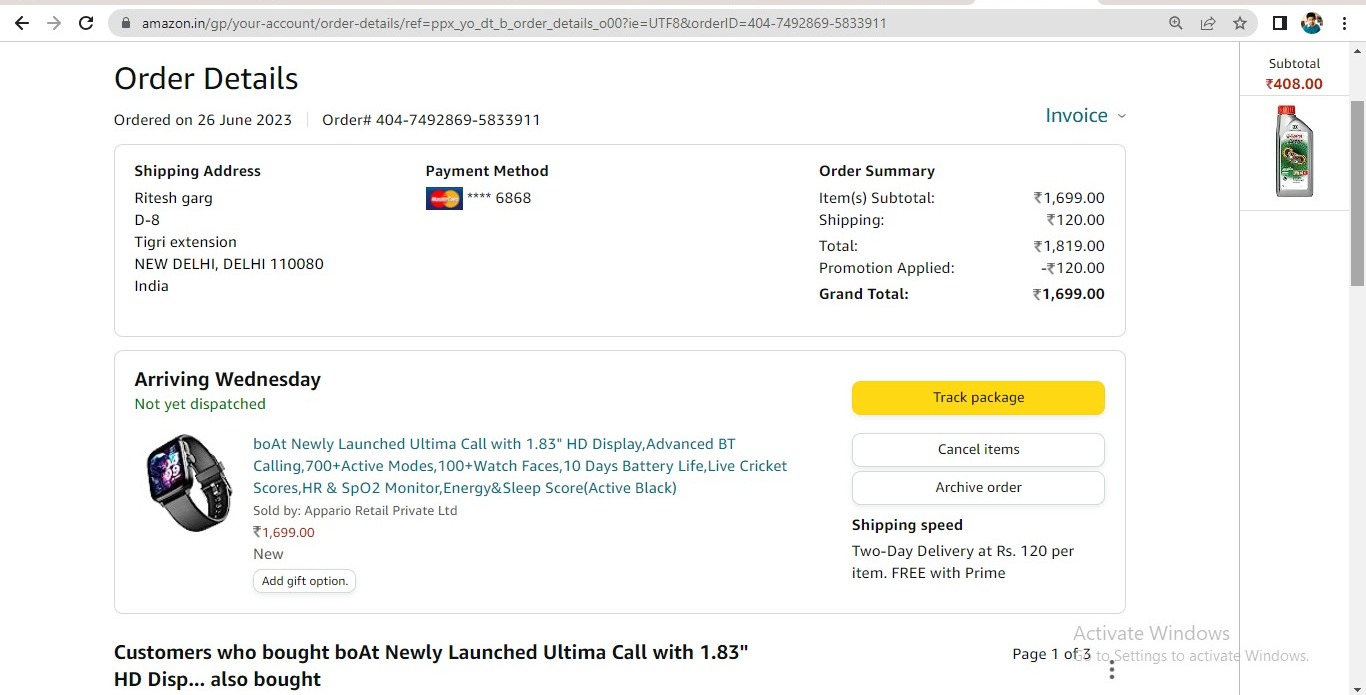 amazon.in/gp/your-account/order-details/ref=ppx_yo_dt_b_order_details_o00?ie=UTF8&orderID=404-7492869-5833911
Order Details
Ordered on 26 June 2023
Order# 404-7492869-5833911
Invoice
Shipping Address
Ritesh garg
D-8
Tigri extension
NEW DELHI, DELHI 110080
India
Payment Method
MasterCard **** 6868
Order Summary
Item(s) Subtotal: ₹1,699.00
Shipping: ₹120.00
Total: ₹1,819.00
Promotion Applied: -₹120.00
Grand Total: ₹1,699.00
Subtotal
₹408.00
Castrol
Arriving Wednesday
Not yet dispatched
boAt Newly Launched Ultima Call with 1.83" HD Display,Advanced BT
Calling,700+Active Modes,100+Watch Faces,10 Days Battery Life,Live Cricket
Scores,HR & SpO2 Monitor,Energy&Sleep Score(Active Black)
Sold by: Appario Retail Private Ltd
₹1,699.00
New
Add gift option.
Track package
Cancel items
Archive order
Shipping speed
Two-Day Delivery at Rs. 120 per
item. FREE with Prime
Customers who bought boAt Newly Launched Ultima Call with 1.83"
HD Disp... also bought
Page 1 of 3
Activate Windows
Go to Settings to activate Windows.